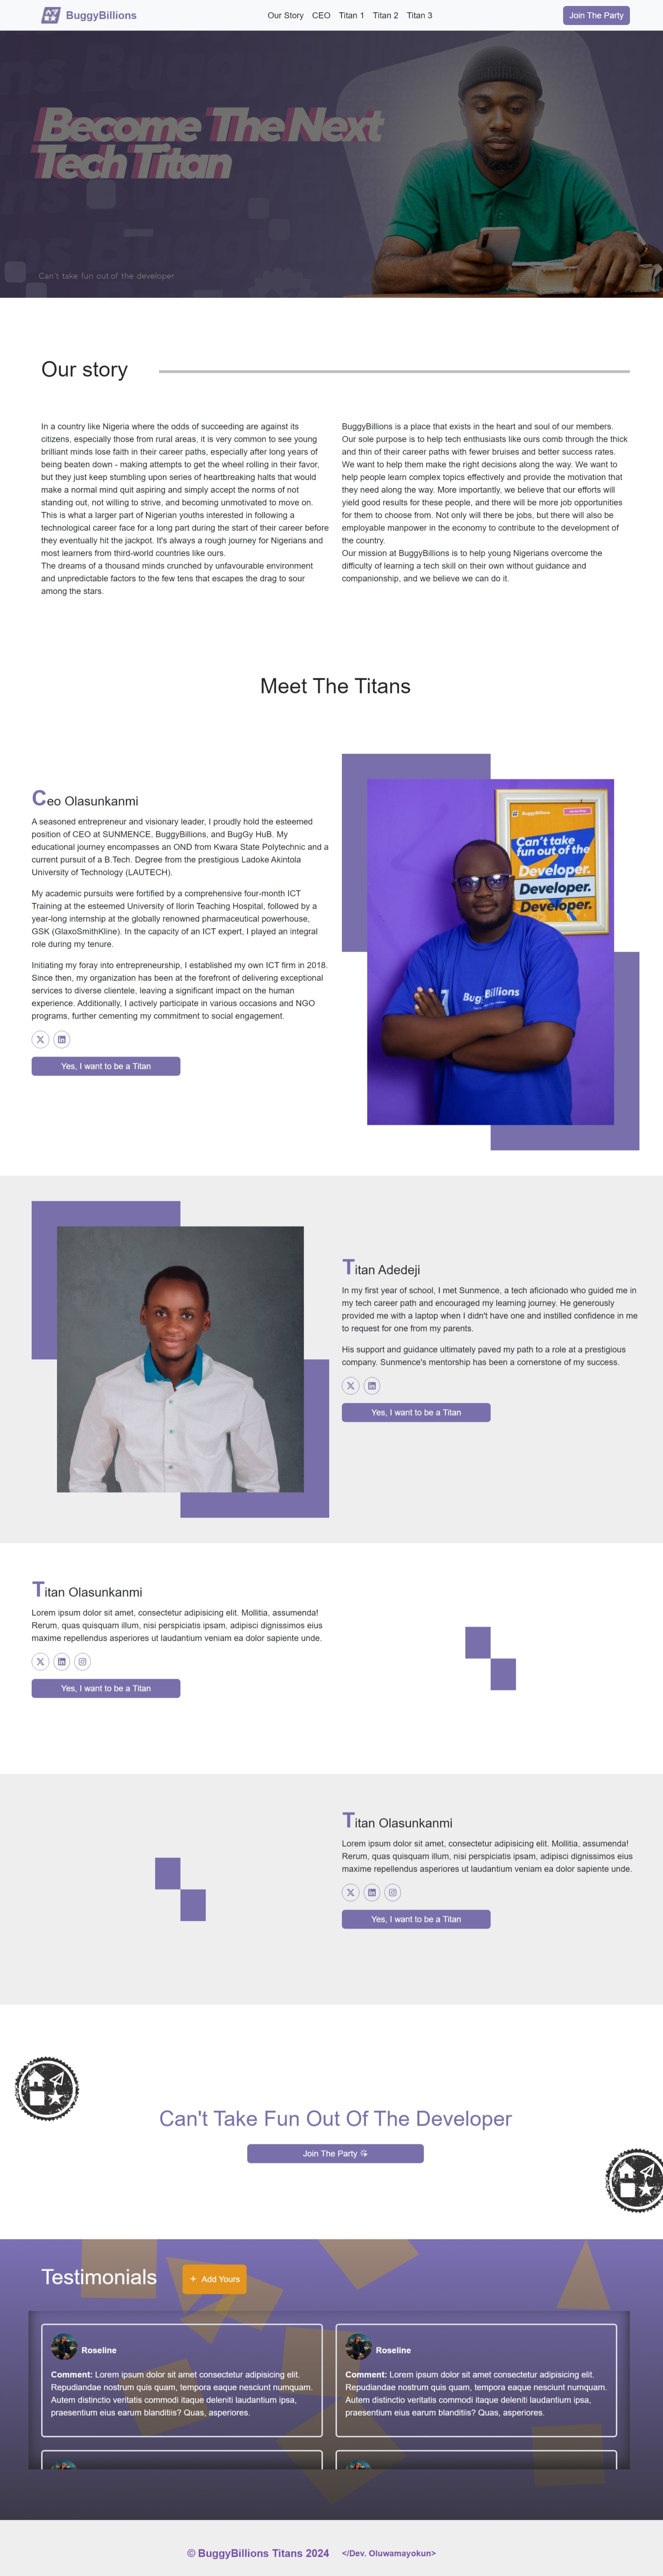 BuggyBillions
Our Story CEO Titan 1 Titan 2 Titan 3
Join The Party
Become The Next
Tech Titan
Can't take fun out of the developer
Our story
In a country like Nigeria where the odds of succeeding are against its
citizens, especially those from rural areas, it is very common to see young
brilliant minds lose faith in their career paths, especially after long years of
being beaten down - making attempts to get the wheel rolling in their favor,
but they just keep stumbling upon series of heartbreaking halts that would
make a normal mind quit aspiring and simply accept the norms of not
standing out, not willing to strive, and becoming unmotivated to move on.
This is what a larger part of Nigerian youths interested in following a
technological career face for a long part during the start of their career before
they eventually hit the jackpot. It's always a rough journey for Nigerians and
most learners from third-world countries like ours.
The dreams of a thousand minds crunched by unfavourable environment
and unpredictable factors to the few tens that escapes the drag to sour
among the stars.
BuggyBillions is a place that exists in the heart and soul of our members.
Our sole purpose is to help tech enthusiasts like ours comb through the thick
and thin of their career paths with fewer bruises and better success rates.
We want to help them make the right decisions along the way. We want to
help people learn complex topics effectively and provide the motivation that
they need along the way. More importantly, we believe that our efforts will
yield good results for these people, and there will be more job opportunities
for them to choose from. Not only will there be jobs, but there will also be
employable manpower in the economy to contribute to the development of
the country.
Our mission at BuggyBillions is to help young Nigerians overcome the
difficulty of learning a tech skill on their own without guidance and
companionship, and we believe we can do it.
Meet The Titans
Ceo Olasunkanmi
A seasoned entrepreneur and visionary leader, I proudly hold the esteemed
position of CEO at SUNMENCE, BuggyBillions, and BugGy HuB. My
educational journey encompasses an OND from Kwara State Polytechnic and a
current pursuit of a B.Tech. Degree from the prestigious Ladoke Akintola
University of Technology (LAUTECH).
My academic pursuits were fortified by a comprehensive four-month ICT
Training at the esteemed University of Ilorin Teaching Hospital, followed by a
year-long internship at the globally renowned pharmaceutical powerhouse,
GSK (GlaxoSmithKline). In the capacity of an ICT expert, I played an integral
role during my tenure.
Initiating my foray into entrepreneurship, I established my own ICT firm in 2018.
Since then, my organization has been at the forefront of delivering exceptional
services to diverse clientele, leaving a significant impact on the human
experience. Additionally, I actively participate in various occasions and NGO
programs, further cementing my commitment to social engagement.
Yes, I want to be a Titan
BuggyBillions
Can't take
fun out of the
Developer.
Developer.
Developer.
Bug Billions
Titan Adedeji
In my first year of school, I met Sunmence, a tech aficionado who guided me in
my tech career path and encouraged my learning journey. He generously
provided me with a laptop when I didn't have one and instilled confidence in me
to request for one from my parents.
His support and guidance ultimately paved my path to a role at a prestigious
company. Sunmence's mentorship has been a cornerstone of my success.
Yes, I want to be a Titan
Titan Olasunkanmi
Lorem ipsum dolor sit amet, consectetur adipisicing elit. Mollitia, assumenda!
Rerum, quas quisquam illum, nisi perspiciatis ipsam, adipisci dignissimos eius
maxime repellendus asperiores ut laudantium veniam ea dolor sapiente unde.
Yes, I want to be a Titan
Titan Olasunkanmi
Lorem ipsum dolor sit amet, consectetur adipisicing elit. Mollitia, assumenda!
Rerum, quas quisquam illum, nisi perspiciatis ipsam, adipisci dignissimos eius
maxime repellendus asperiores ut laudantium veniam ea dolor sapiente unde.
Yes, I want to be a Titan
Can't Take Fun Out Of The Developer
Join The Party
Testimonials
+ Add Yours
Roseline
Comment: Lorem ipsum dolor sit amet consectetur adipisicing elit.
Repudiandae nostrum quis quam, tempora eaque nesciunt numquam.
Autem distinctio veritatis commodi itaque deleniti laudantium ipsa,
praesentium eius earum blanditiis? Quas, asperiores.
Roseline
Comment: Lorem ipsum dolor sit amet consectetur adipisicing elit.
Repudiandae nostrum quis quam, tempora eaque nesciunt numquam.
Autem distinctio veritatis commodi itaque deleniti laudantium ipsa,
praesentium eius earum blanditiis? Quas, asperiores.
© BuggyBillions Titans 2024
</Dev. Oluwamayokun>